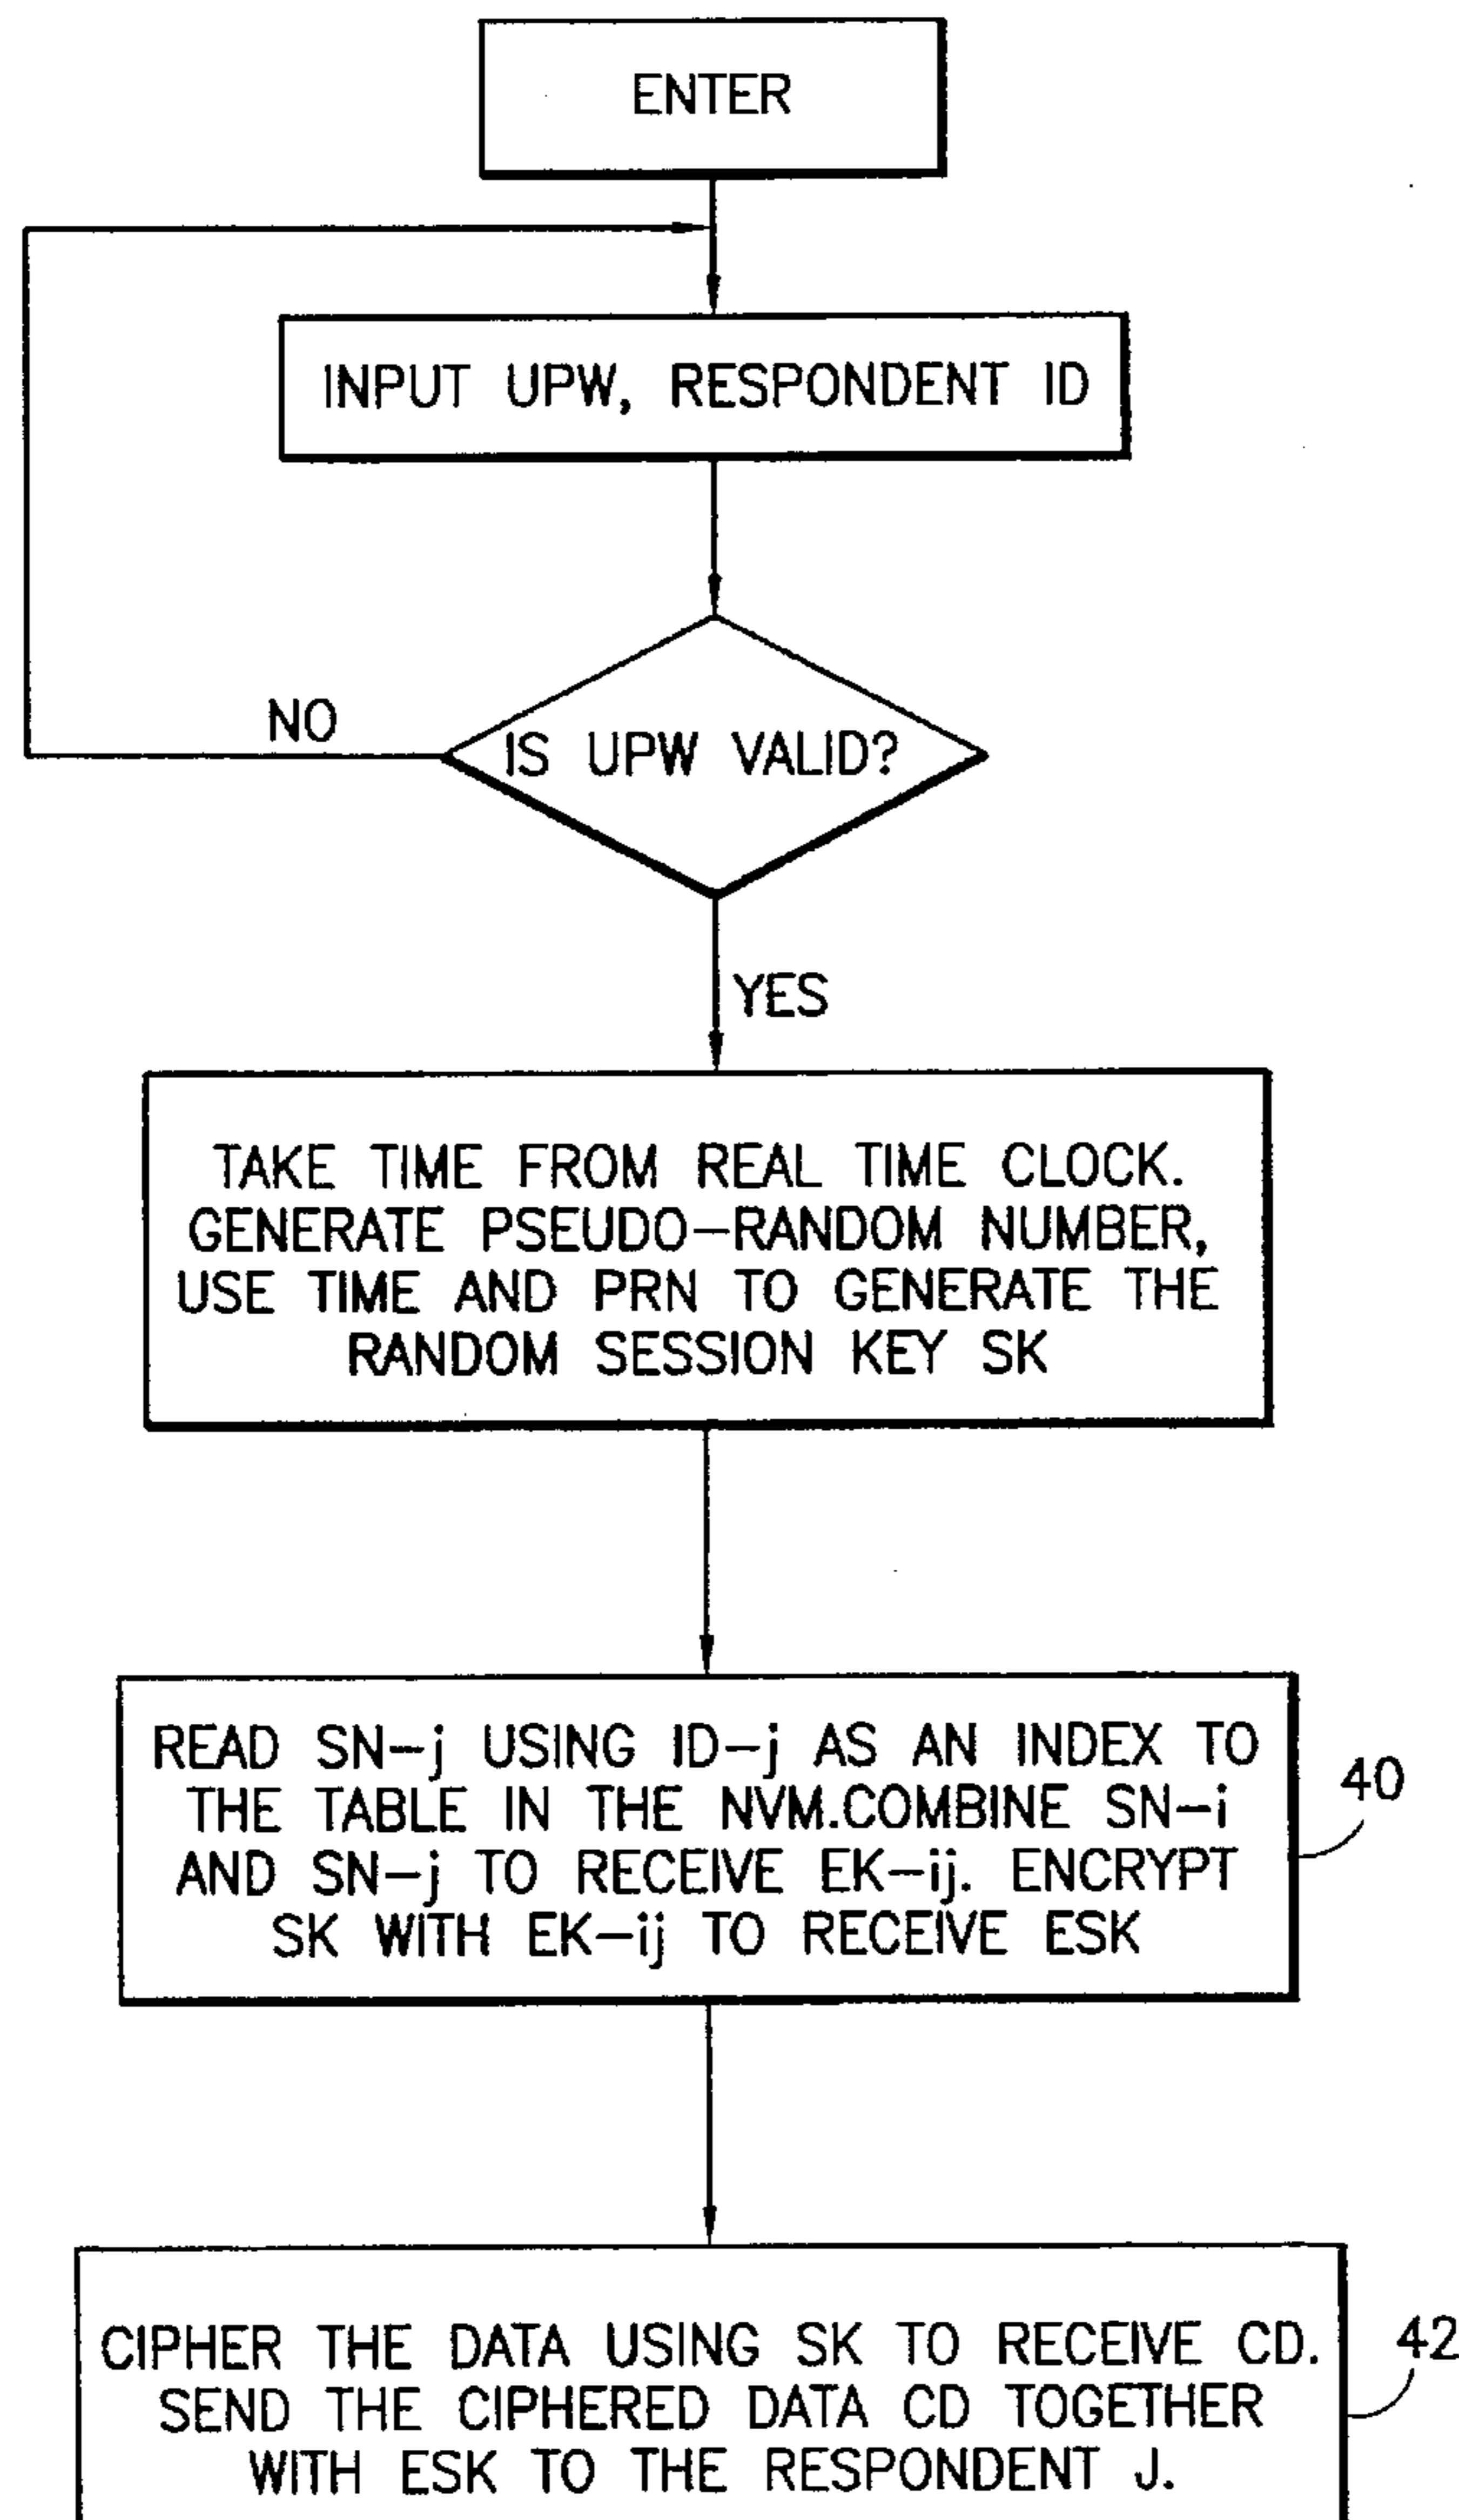 ENTER
INPUT UPW, RESPONDENT ID
IS UPW VALID?
NO
YES
TAKE TIME FROM REAL TIME CLOCK.
GENERATE PSEUDO-RANDOM NUMBER,
USE TIME AND PRN TO GENERATE THE
RANDOM SESSION KEY SK
READ SN-j USING ID-j AS AN INDEX TO
THE TABLE IN THE NVM.COMBINE SN-i
AND SN-j TO RECEIVE EK-ij. ENCRYPT
SK WITH EK-ij TO RECEIVE ESK
40
CIPHER THE DATA USING SK TO RECEIVE CD.
SEND THE CIPHERED DATA CD TOGETHER
WITH ESK TO THE RESPONDENT J.
42